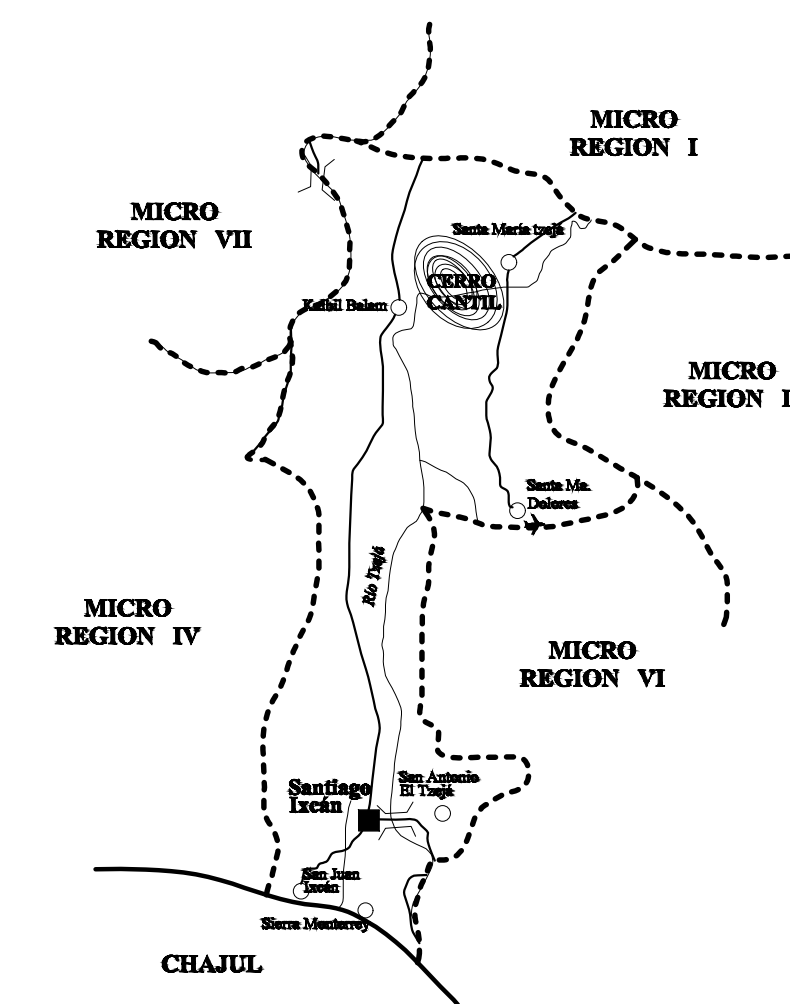 MICRO
REGION I
MICRO
REGION VII
Santa María tzejá
CERRO
CANTIL
Kaibil Balam
MICRO
REGION I
Santa Ma.
Dolores
Río Tzejá
MICRO
REGION IV
MICRO
REGION VI
San Antonio
El Tzejá
Santiago
Ixcán
San Juan
Ixcán
Sierra Monterrey
CHAJUL